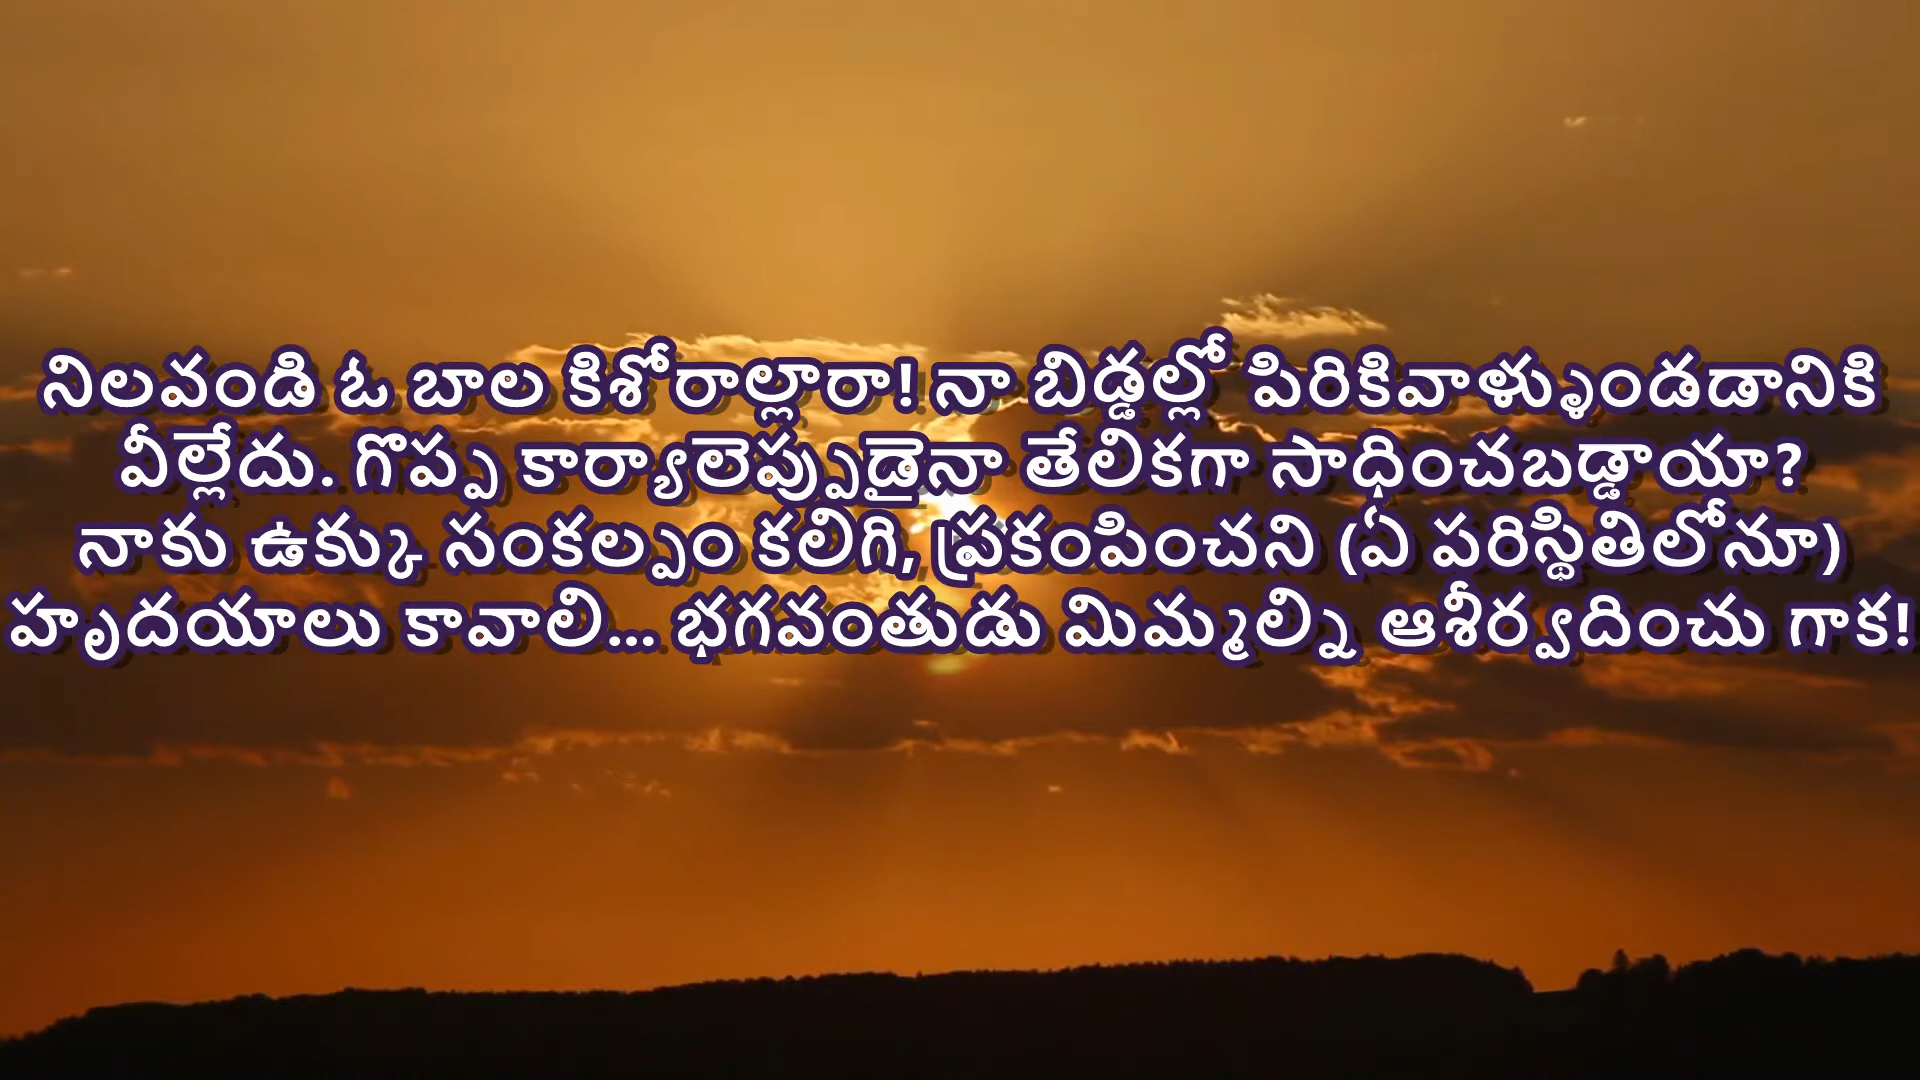 నిలవండి ఓ బాల కిశోరాల్లారా! నా బిడ్డల్లో పిరికివాళ్ళుండడానికి
వీల్లేదు. గొప్ప కార్యాలెప్పుడైనా తేలికగా సాధించబడ్డాయా?
నాకు ఉక్కు సంకల్పం కలిగి, ప్రకంపించని (ఏ పరిస్థితిలోనూ)
హృదయాలు కావాలి... భగవంతుడు మిమ్మల్ని ఆశీర్వదించు గాక!